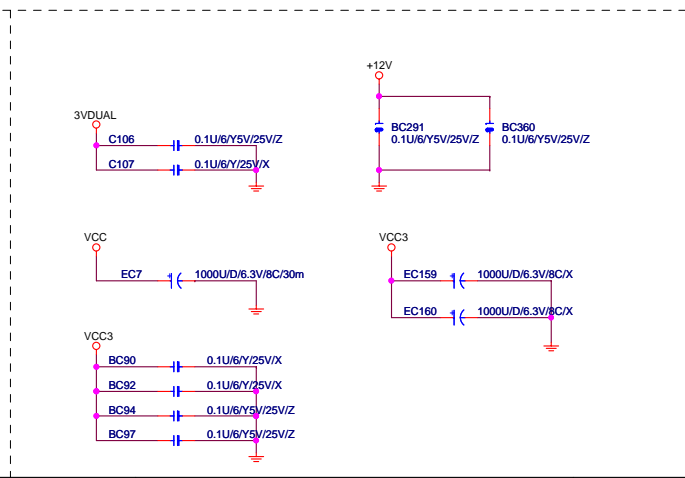 +12V
3VDUAL
C106 0.1U/6/Y5V/25V/Z
C107 0.1U/6/Y/25V/X
BC291
0.1U/6/Y5V/25V/Z
BC360
0.1U/6/Y5V/25V/Z
VCC
EC7 1000U/D/6.3V/8C/30m
VCC3
EC159 1000U/D/6.3V/8C/X
EC160 1000U/D/6.3V/8C/X
VCC3
BC90 0.1U/6/Y/25V/X
BC92 0.1U/6/Y/25V/X
BC94 0.1U/6/Y5V/25V/Z
BC97 0.1U/6/Y5V/25V/Z